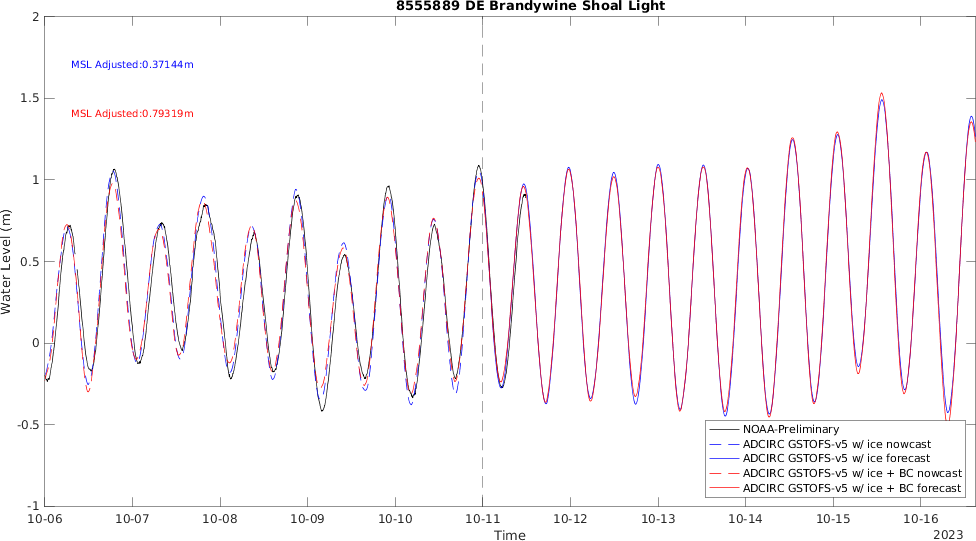 8555889 DE Brandywine Shoal Light
MSL Adjusted:0.37144m
MSL Adjusted:0.79319m
Water Level (m)
2
1.5
1
0.5
0
-0.5
-1
NOAA-Preliminary
ADCIRC GSTOFS-v5 w/ ice nowcast
ADCIRC GSTOFS-v5 w/ ice forecast
ADCIRC GSTOFS-v5 w/ ice + BC nowcast
ADCIRC GSTOFS-v5 w/ ice + BC forecast
10-06 10-07 10-08 10-09 10-10 10-11 10-12 10-13 10-14 10-15 10-16
Time
2023